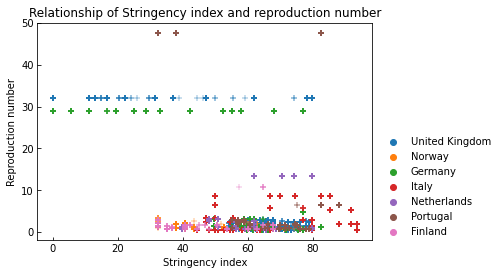 Relationship of Stringency index and reproduction number
50
40
30
20
10
0
Reproduction number
0 20 40 60 80
Stringency index
United Kingdom
Norway
Germany
Italy
Netherlands
Portugal
Finland